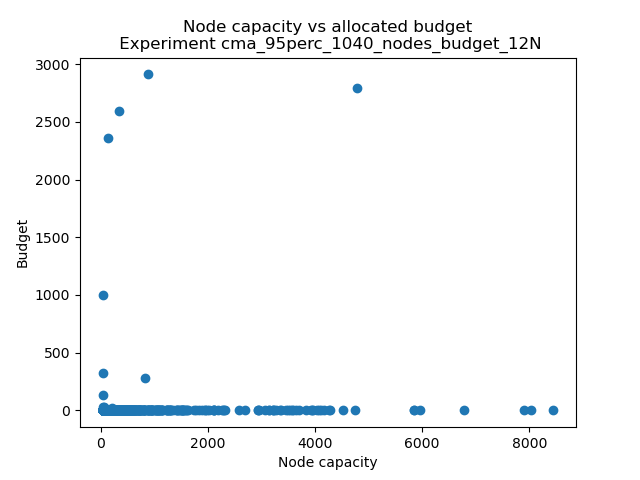 Node capacity vs allocated budget
Experiment cma_95perc_1040_nodes_budget_12N
3000
2500
2000
1500
1000
500
0
Budget
0 2000 4000 6000 8000
Node capacity